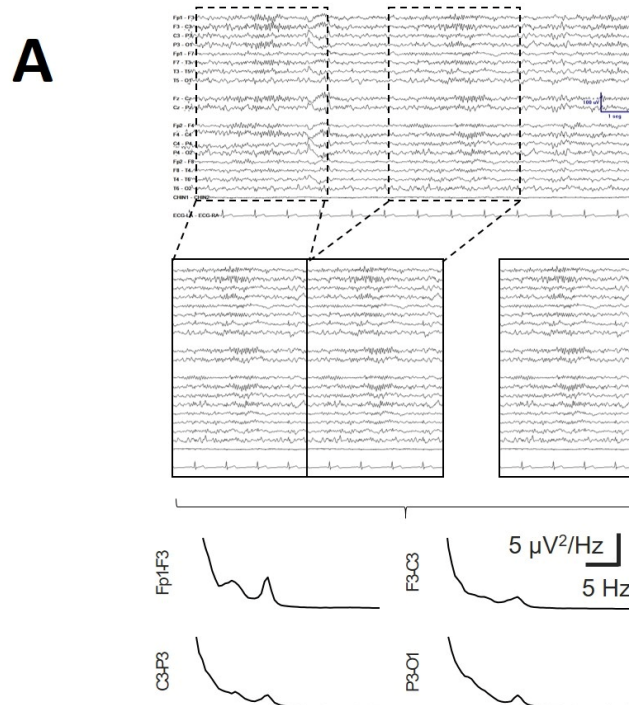 A
Fp1 - F3
F3 - C3
C3 - P3
P3 - O1
Fp1 - F7
F7 - T3
T3 - T5
T5 - O1
Fz - Cz
Cz - Pz
Fp2 - F4
F4 - C4
C4 - P4
P4 - O2
Fp2 - F8
F8 - T4
T4 - T6
T6 - O2
CHIN1 - CHIN2
ECG-LA - ECG-RA
100 uV
1 seg
Fp1-F3
F3-C3
5 µV²/Hz
5 Hz
C3-P3
P3-O1